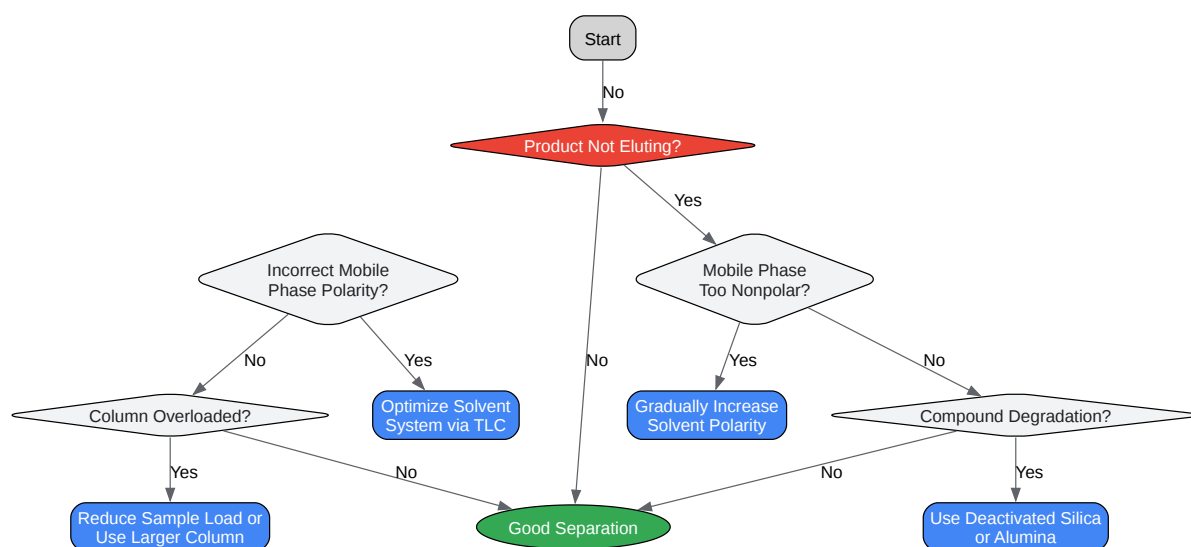 Start
No
Product Not Eluting?
Yes
Incorrect Mobile
Phase Polarity?
Mobile Phase
Too Nonpolar?
No
Yes
No
Yes
No
Column Overloaded?
Optimize Solvent
System via TLC
Gradually Increase
Solvent Polarity
Compound Degradation?
Yes
No
No
Yes
Reduce Sample Load or
Use Larger Column
Good Separation
Use Deactivated Silica
or Alumina